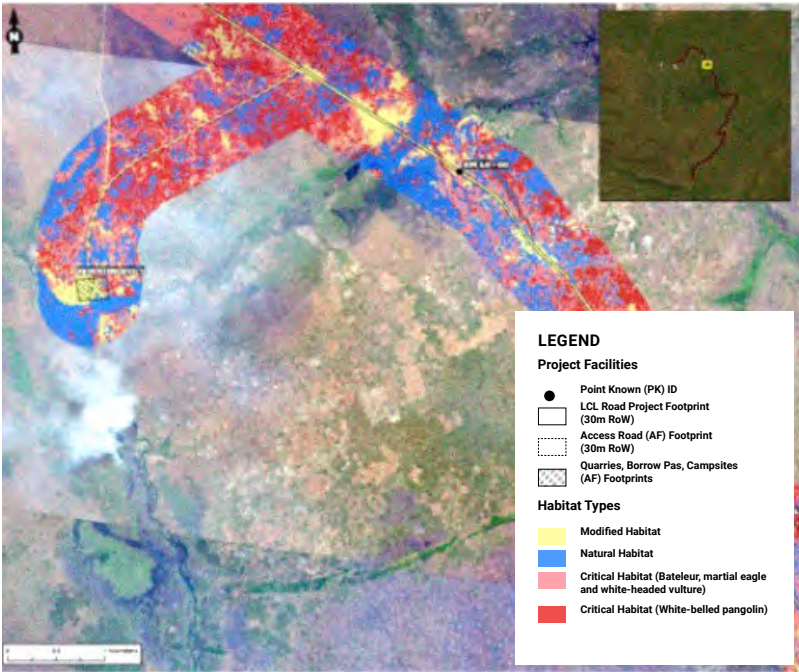 N
LEGEND
Project Facilities
Point Known (PK) ID
LCL Road Project Footprint
(30m RoW)
Access Road (AF) Footprint
(30m RoW)
Quarries, Borrow Pas, Campsites
(AF) Footprints
Habitat Types
Modified Habitat
Natural Habitat
Critical Habitat (Bateleur, martial eagle
and white-headed vulture)
Critical Habitat (White-belled pangolin)